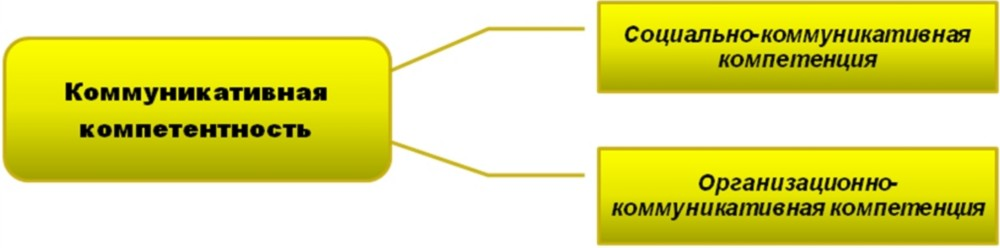 Коммуникативная
компетентность
Социально-коммуникативная
компетенция
Организационно-
коммуникативная компетенция